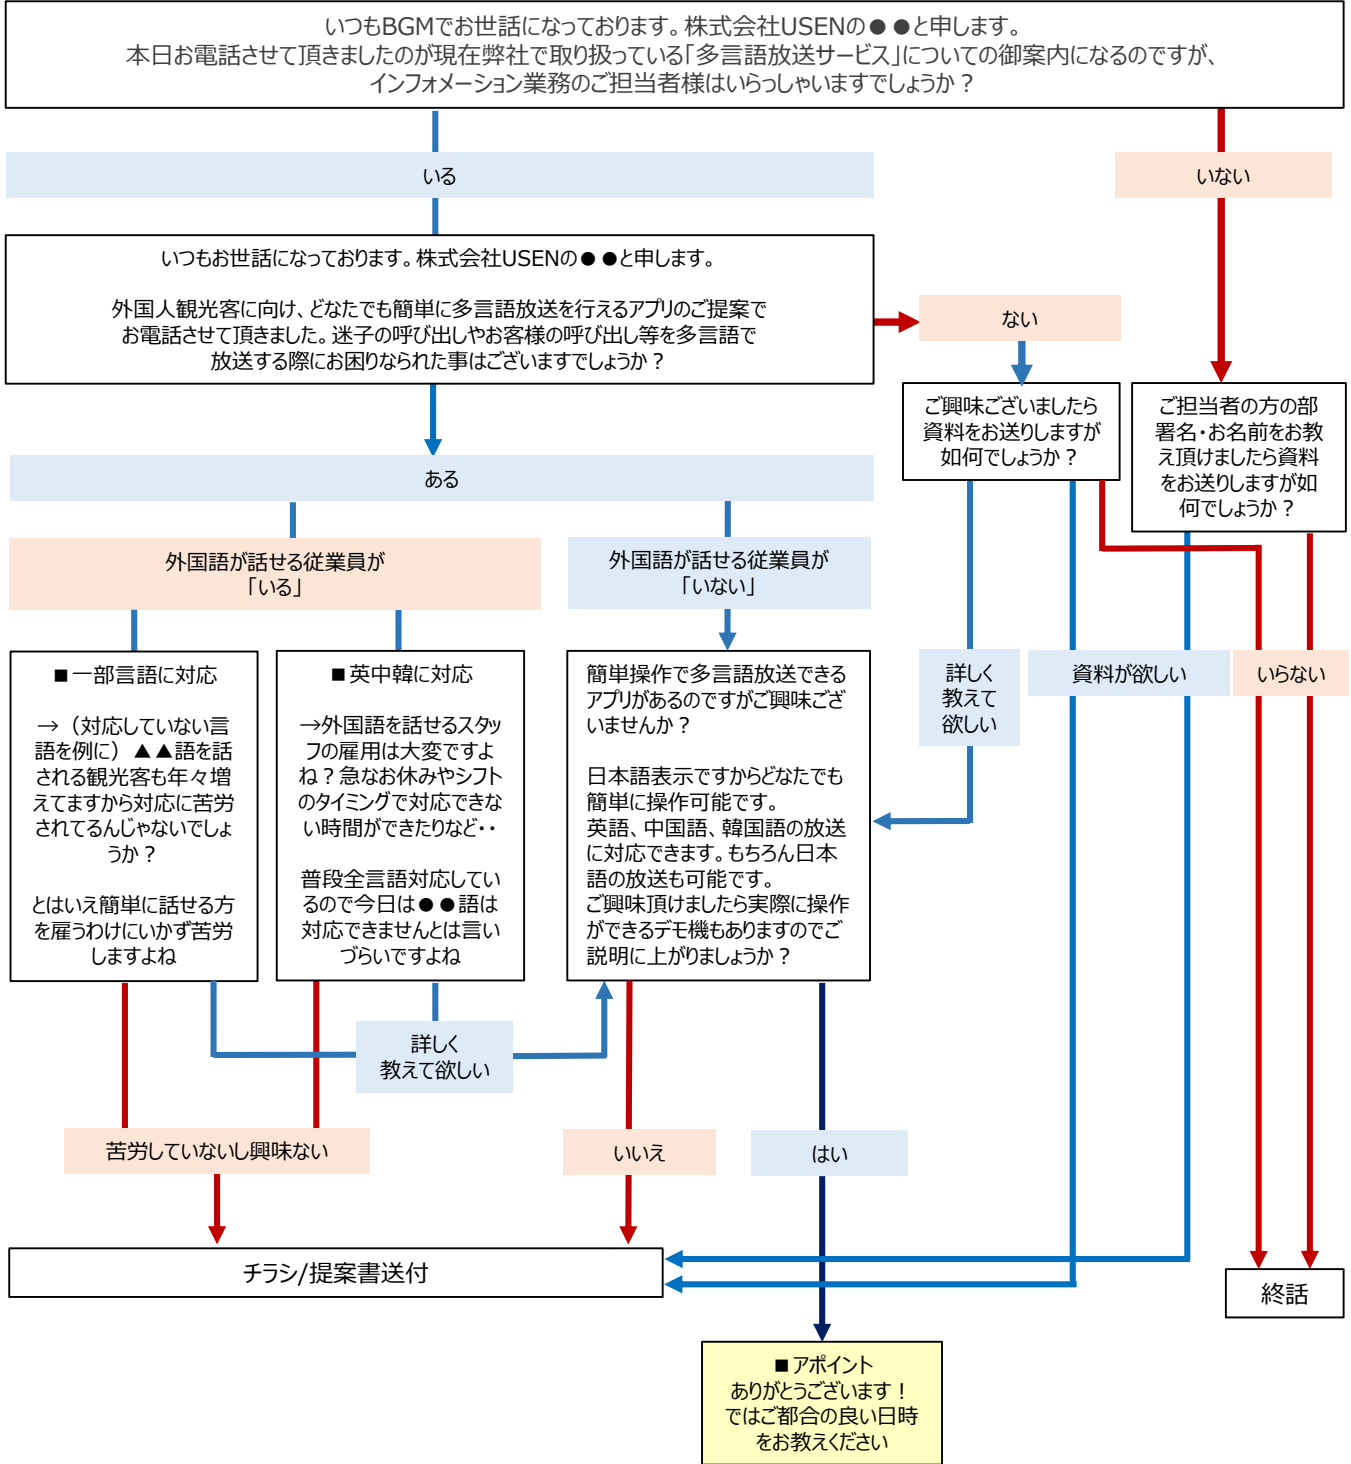 いつもBGMでお世話になっております。株式会社USENの●●と申します。
本日お電話させて頂きましたのが現在弊社で取り扱っている「多言語放送サービス」についての御案内になるのですが、
インフォメーション業務のご担当者様はいらっしゃいますでしょうか？
いる
いない
いつもお世話になっております。株式会社USENの●●と申します。
外国人観光客に向け、どなたでも簡単に多言語放送を行えるアプリのご提案で
お電話させて頂きました。迷子の呼び出しやお客様の呼び出し等を多言語で
放送する際にお困りなられた事はございますでしょうか？
ない
ご興味ございましたら
資料をお送りしますが
如何でしょうか？
ご担当者の方の部
署名・お名前をお教
え頂けましたら資料
をお送りしますが如
何でしょうか？
ある
外国語が話せる従業員が
「いる」
外国語が話せる従業員が
「いない」
■一部言語に対応
→（対応していない言
語を例に）▲▲語を話
される観光客も年々増
えてますから対応に苦労
されてるんじゃないでしょ
うか？
とはいえ簡単に話せる方
を雇うわけにいかず苦労
しますよね
■英中韓に対応
→外国語を話せるスタッ
フの雇用は大変ですよ
ね？急なお休みやシフト
のタイミングで対応できな
い時間ができたりなど・・
普段全言語対応してい
るので今日は●●語は
対応できませんとは言い
づらいですよね
簡単操作で多言語放送できる
アプリがあるのですがご興味ござ
いませんか？
日本語表示ですからどなたでも
簡単に操作可能です。
英語、中国語、韓国語の放送
に対応できます。もちろん日本
語の放送も可能です。
ご興味頂けましたら実際に操作
ができるデモ機もありますのでご
説明に上がりましょうか？
詳しく
教えて
欲しい
資料が欲しい
いらない
詳しく
教えて欲しい
苦労していないし興味ない
いいえ
はい
チラシ/提案書送付
終話
■アポイント
ありがとうございます！
ではご都合の良い日時
をお教えください